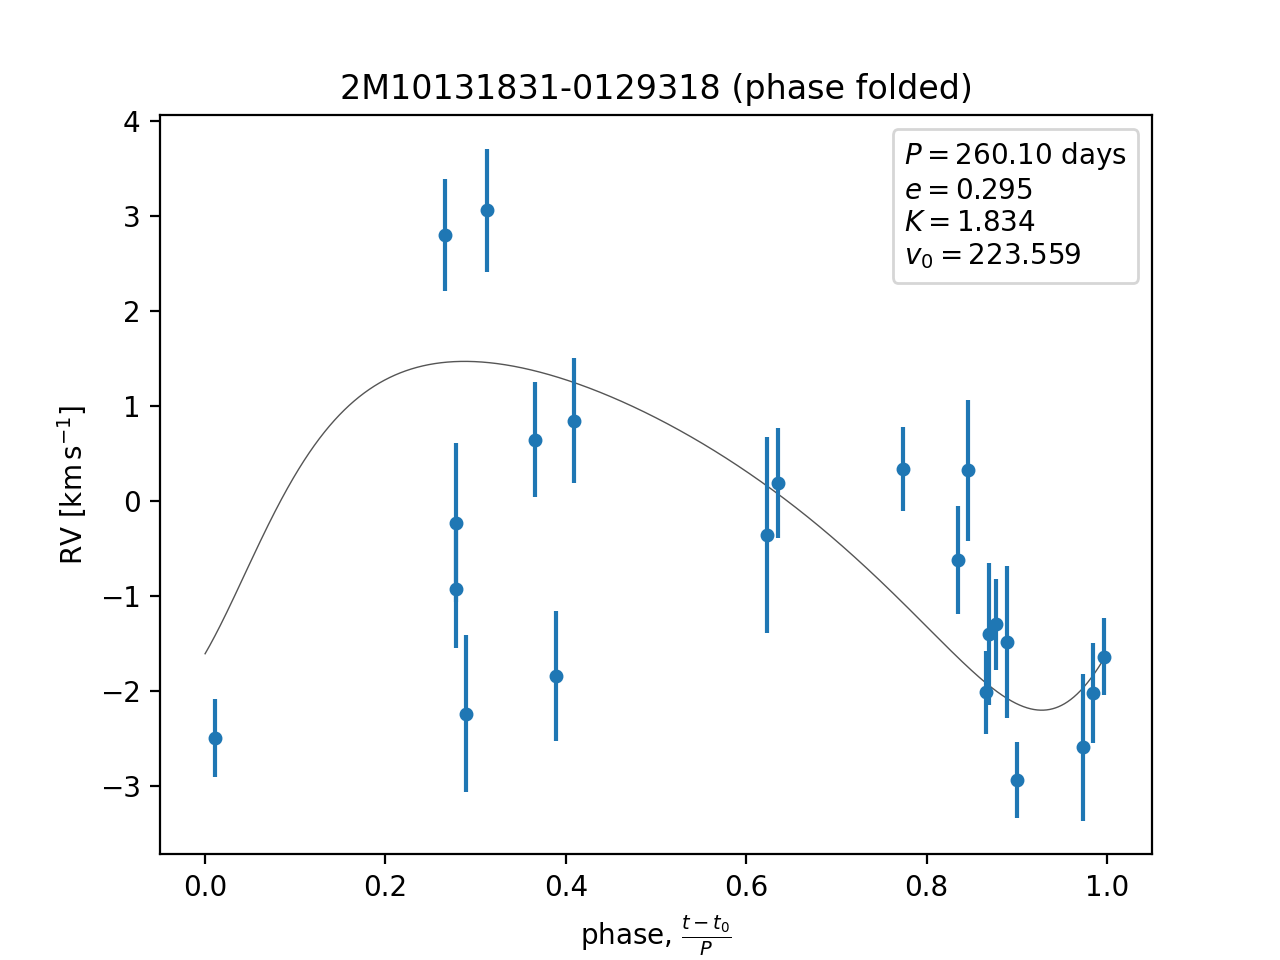 2M10131831-0129318 (phase folded)
P = 260.10 days
e = 0.295
K = 1.834
v₀ = 223.559
4
3
2
1
0
−1
−2
−3
RV [km s⁻¹]
0.0 0.2 0.4 0.6 0.8 1.0
phase, (t − t₀)/P